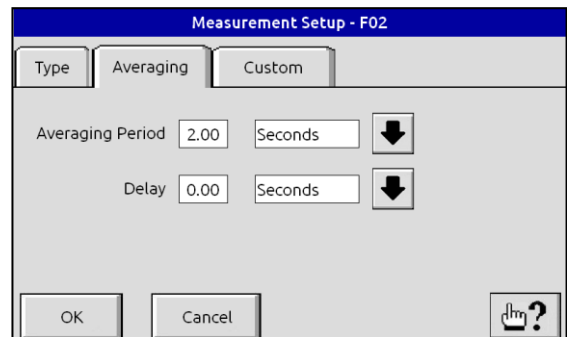 Measurement Setup - F02
Type Averaging Custom
Averaging Period 2.00 Seconds
Delay 0.00 Seconds
OK Cancel ?